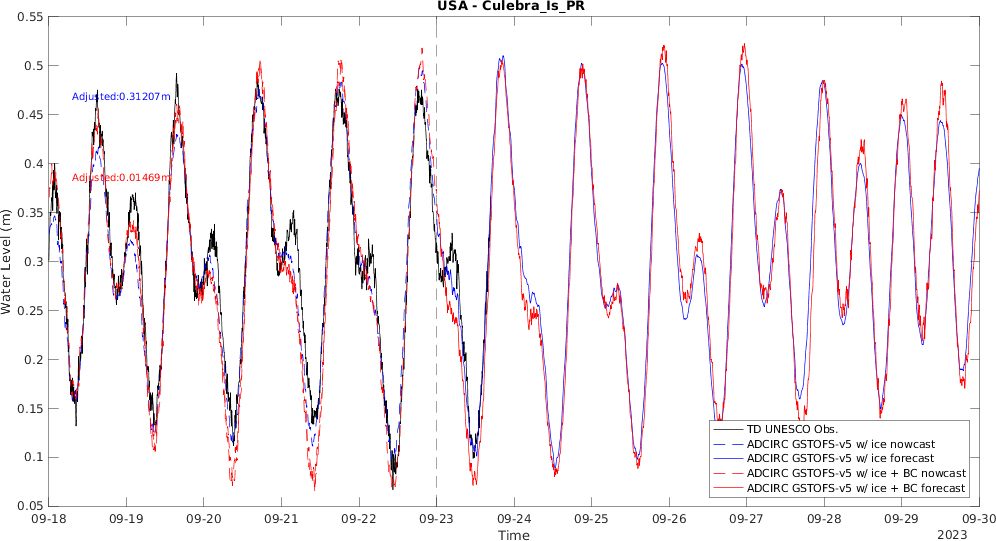 USA - Culebra_Is_PR
0.55
0.5
0.45
0.4
0.35
0.3
0.25
0.2
0.15
0.1
0.05
Water Level (m)
Adjusted:0.31207m
Adjusted:0.01469m
TD UNESCO Obs.
ADCIRC GSTOFS-v5 w/ ice nowcast
ADCIRC GSTOFS-v5 w/ ice forecast
ADCIRC GSTOFS-v5 w/ ice + BC nowcast
ADCIRC GSTOFS-v5 w/ ice + BC forecast
09-18 09-19 09-20 09-21 09-22 09-23 09-24 09-25 09-26 09-27 09-28 09-29 09-30
Time
2023